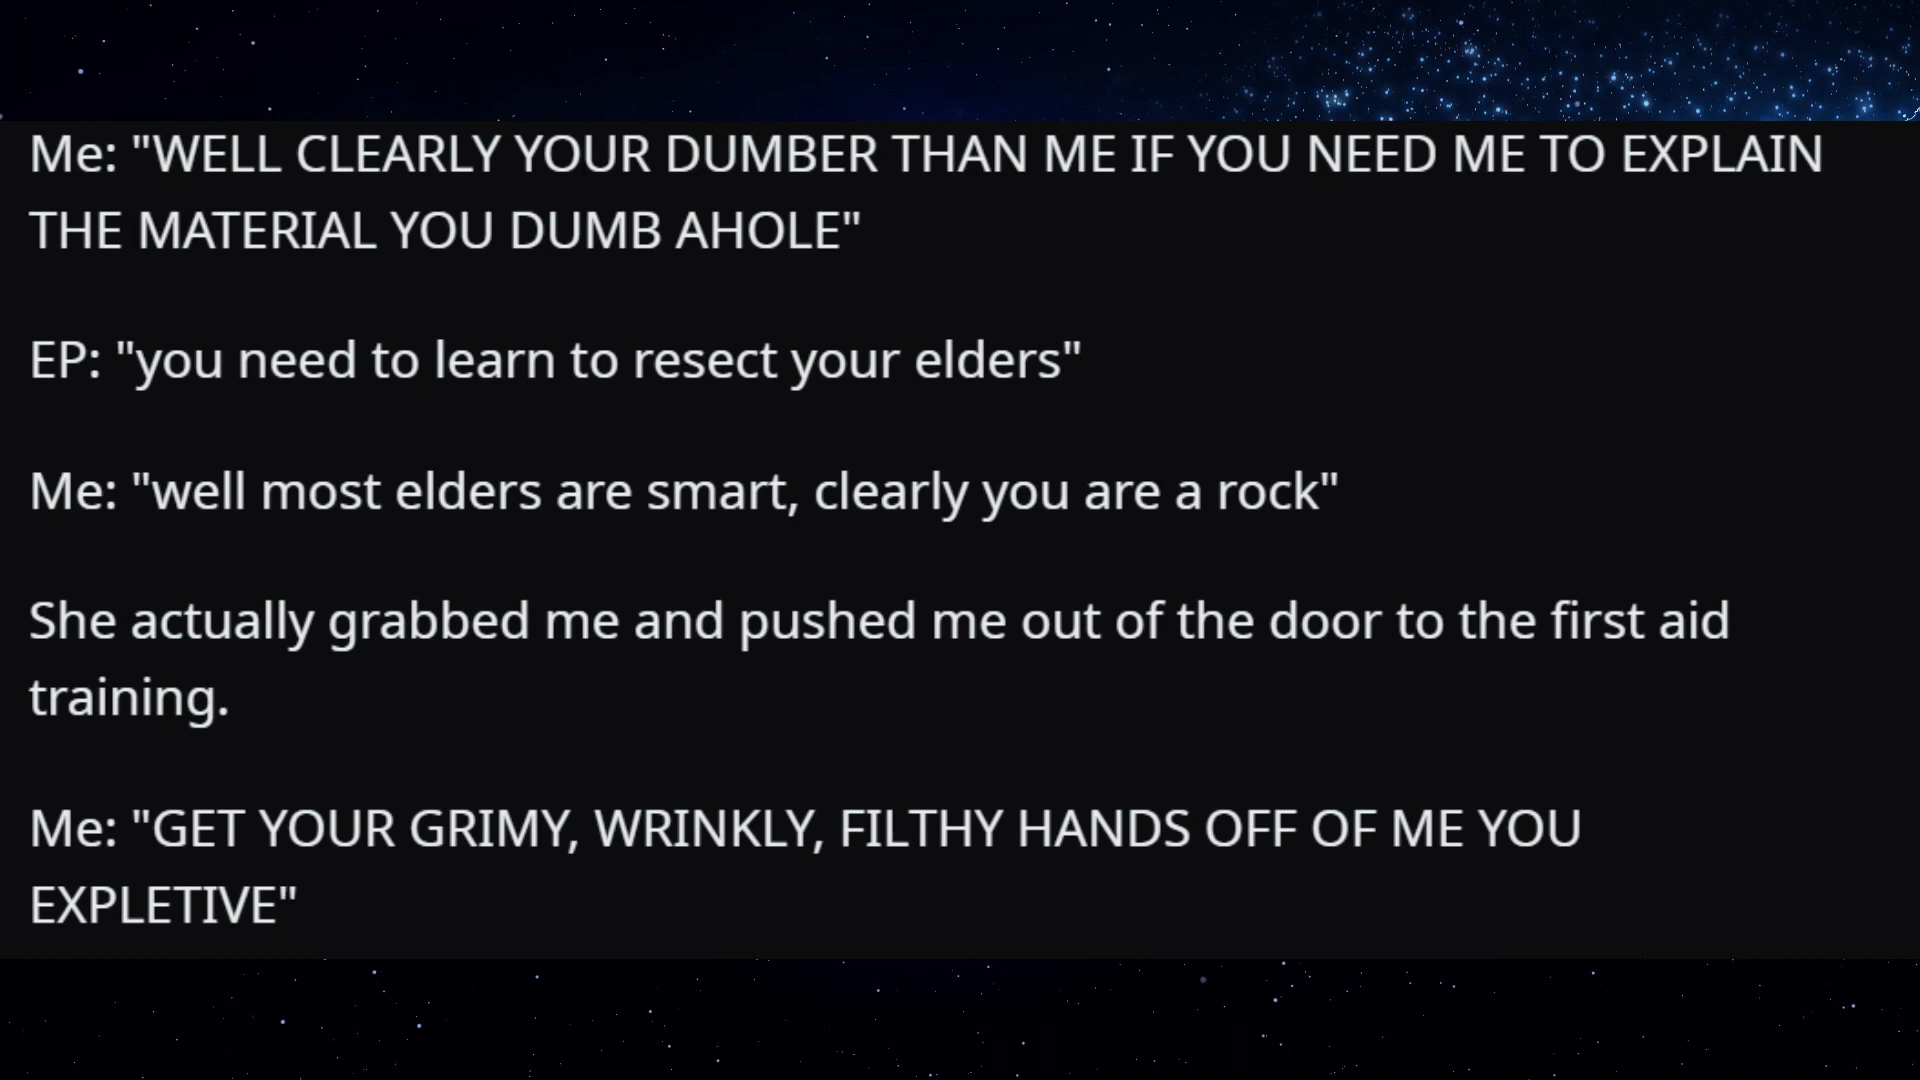 Me: "WELL CLEARLY YOUR DUMBER THAN ME IF YOU NEED ME TO EXPLAIN
THE MATERIAL YOU DUMB AHOLE"
EP: "you need to learn to resect your elders"
Me: "well most elders are smart, clearly you are a rock"
She actually grabbed me and pushed me out of the door to the first aid
training.
Me: "GET YOUR GRIMY, WRINKLY, FILTHY HANDS OFF OF ME YOU
EXPLETIVE"